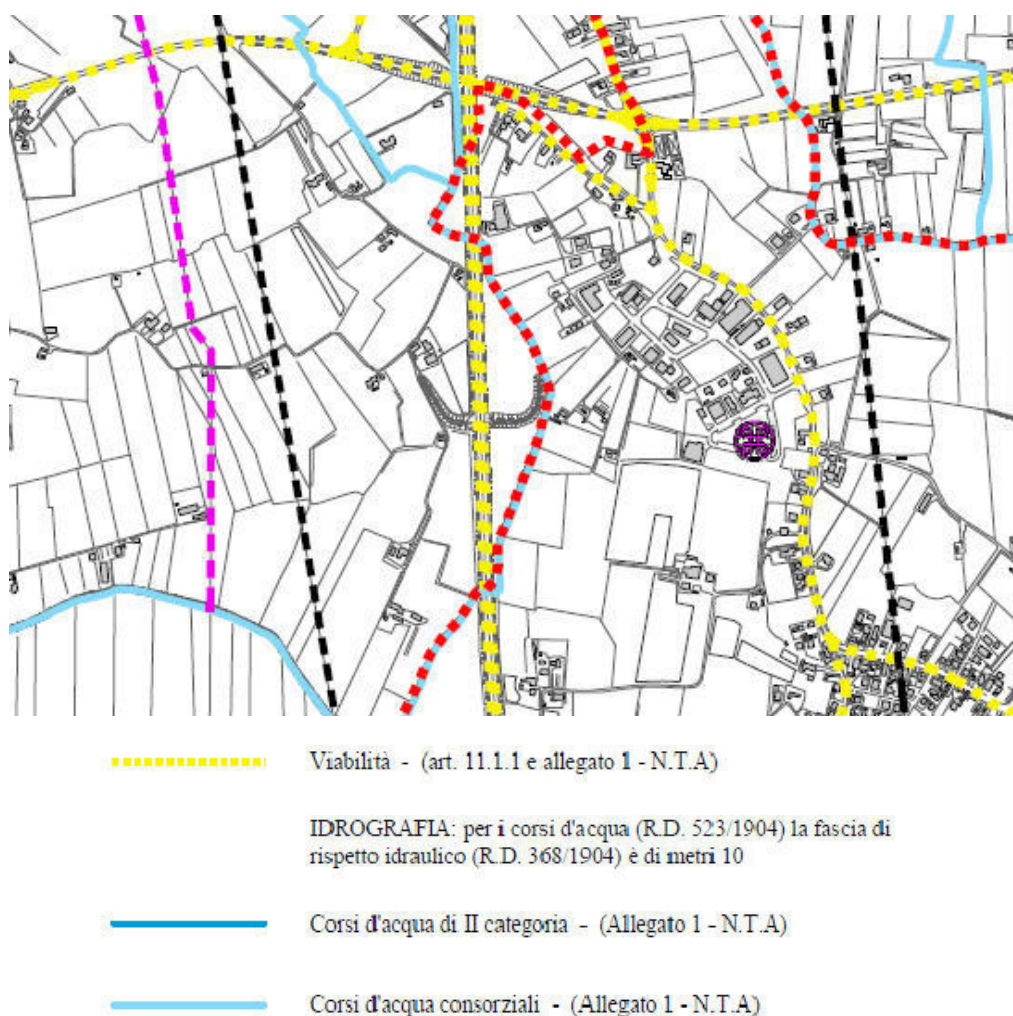 Viabilità - (art. 11.1.1 e allegato 1 - N.T.A)
IDROGRAFIA: per i corsi d'acqua (R.D. 523/1904) la fascia di
rispetto idraulico (R.D. 368/1904) è di metri 10
Corsi d'acqua di II categoria - (Allegato 1 - N.T.A)
Corsi d'acqua consorziali - (Allegato 1 - N.T.A)